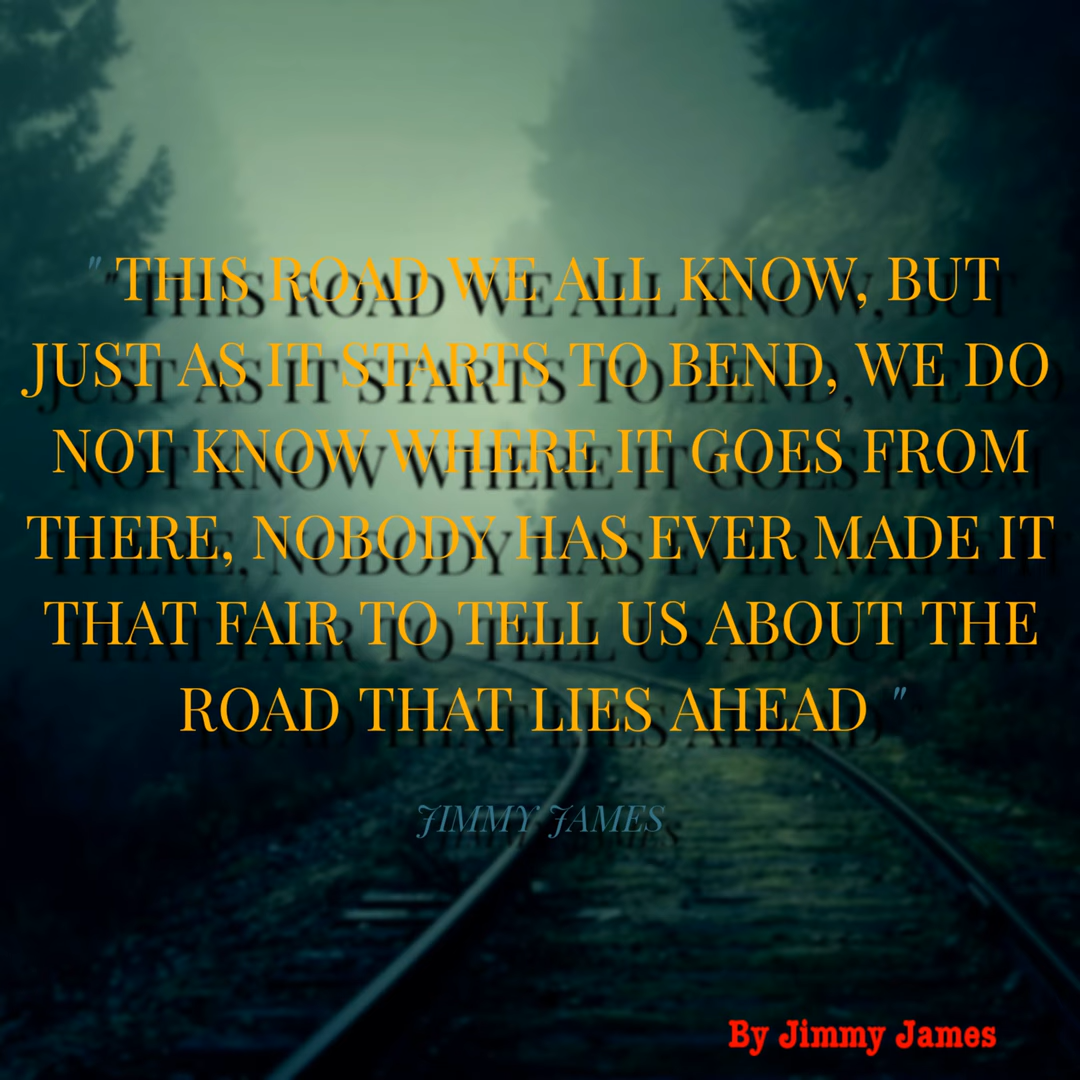 " THIS ROAD WE ALL KNOW, BUT
JUST AS IT STARTS TO BEND, WE DO
NOT KNOW WHERE IT GOES FROM
THERE, NOBODY HAS EVER MADE IT
THAT FAIR TO TELL US ABOUT THE
ROAD THAT LIES AHEAD "
JIMMY JAMES
By Jimmy James